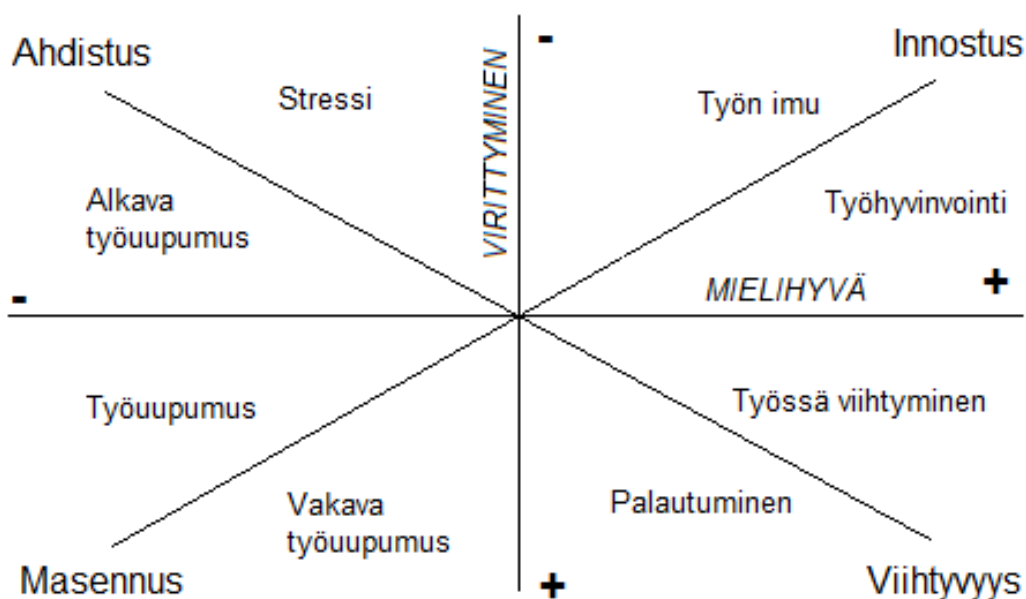 Ahdistus
Stressi
VIRITTYMINEN
-
Innostus
Työn imu
Alkava
työuupumus
Työhyvinvointi
-
MIELIHYVÄ
+
Työuupumus
Työssä viihtyminen
Vakava
työuupumus
Palautuminen
Masennus
+
Viihtyvyys